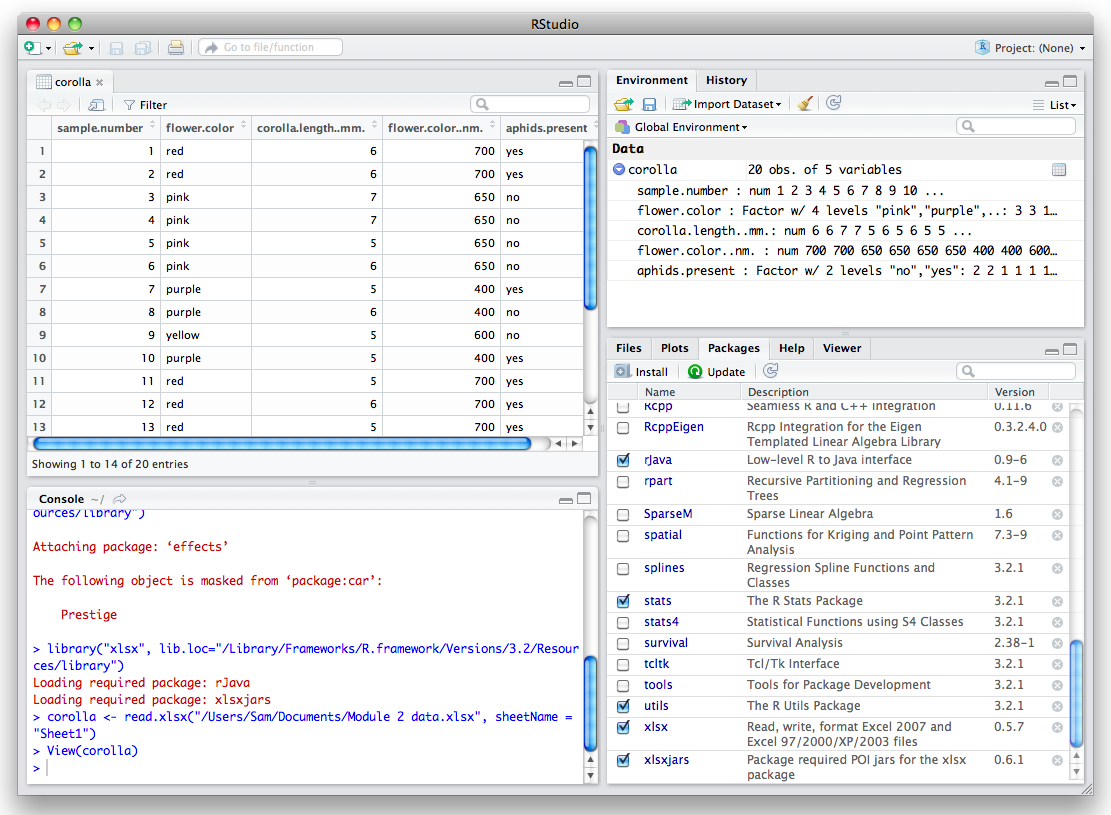 RStudio
Go to file/function
Project: (None)
corolla
Filter
sample.number flower.color corolla.length..mm. flower.color..nm. aphids.present
1 1 red 6 700 yes
2 2 red 6 700 yes
3 3 pink 7 650 no
4 4 pink 7 650 no
5 5 pink 5 650 no
6 6 pink 6 650 no
7 7 purple 5 400 yes
8 8 purple 6 400 no
9 9 yellow 5 600 no
10 10 purple 5 400 yes
11 11 red 5 700 yes
12 12 red 6 700 yes
13 13 red 5 700 yes
Showing 1 to 14 of 20 entries
Console ~/
ources/library")
Attaching package: ‘effects’
The following object is masked from ‘package:car’:
Prestige
> library("xlsx", lib.loc="/Library/Frameworks/R.framework/Versions/3.2/Resour
ces/library")
Loading required package: rJava
Loading required package: xlsxjars
> corolla <- read.xlsx("/Users/Sam/Documents/Module 2 data.xlsx", sheetName =
"Sheet1")
> View(corolla)
>
Environment History
Import Dataset
List
Global Environment
Data
corolla 20 obs. of 5 variables
sample.number : num 1 2 3 4 5 6 7 8 9 10 ...
flower.color : Factor w/ 4 levels "pink","purple",..: 3 3 1…
corolla.length..mm.: num 6 6 7 7 5 6 5 6 5 5 ...
flower.color..nm. : num 700 700 650 650 650 650 400 400 600…
aphids.present : Factor w/ 2 levels "no","yes": 2 2 1 1 1 1…
Files Plots Packages Help Viewer
Install Update
Name Description Version
Rcpp Seamless R and C++ Integration 0.11.6
RcppEigen Rcpp Integration for the Eigen 0.3.2.4.0
Templated Linear Algebra Library
rJava Low-level R to Java interface 0.9-6
rpart Recursive Partitioning and Regression 4.1-9
Trees
SparseM Sparse Linear Algebra 1.6
spatial Functions for Kriging and Point Pattern 7.3-9
Analysis
splines Regression Spline Functions and 3.2.1
Classes
stats The R Stats Package 3.2.1
stats4 Statistical Functions using S4 Classes 3.2.1
survival Survival Analysis 2.38-1
tcltk Tcl/Tk Interface 3.2.1
tools Tools for Package Development 3.2.1
utils The R Utils Package 3.2.1
xlsx Read, write, format Excel 2007 and 0.5.7
Excel 97/2000/XP/2003 files
xlsxjars Package required POI jars for the xlsx 0.6.1
package